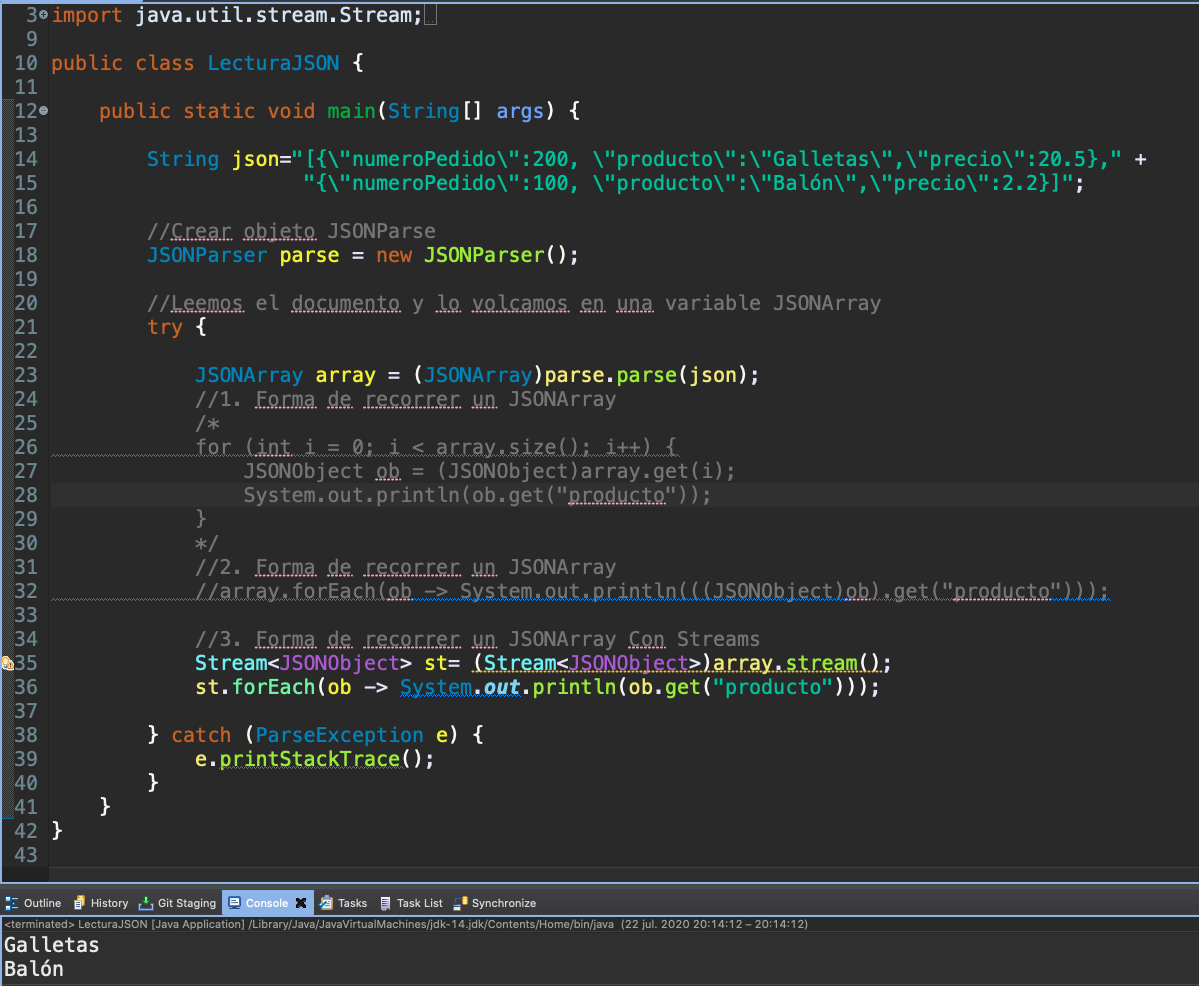 3 import java.util.stream.Stream;
9
10 public class LecturaJSON {
11
12     public static void main(String[] args) {
13
14         String json="[{\"numeroPedido\":200, \"producto\":\"Galletas\",\"precio\":20.5}," +
15                      "{\"numeroPedido\":100, \"producto\":\"Balón\",\"precio\":2.2}]";
16
17         //Crear objeto JSONParse
18         JSONParser parse = new JSONParser();
19
20         //Leemos el documento y lo volcamos en una variable JSONArray
21         try {
22
23             JSONArray array = (JSONArray)parse.parse(json);
24             //1. Forma de recorrer un JSONArray
25             /*
26             for (int i = 0; i < array.size(); i++) {
27                 JSONObject ob = (JSONObject)array.get(i);
28                 System.out.println(ob.get("producto"));
29             }
30             */
31             //2. Forma de recorrer un JSONArray
32             //array.forEach(ob -> System.out.println(((JSONObject)ob).get("producto")));
33
34             //3. Forma de recorrer un JSONArray Con Streams
35             Stream<JSONObject> st= (Stream<JSONObject>)array.stream();
36             st.forEach(ob -> System.out.println(ob.get("producto")));
37
38         } catch (ParseException e) {
39             e.printStackTrace();
40         }
41     }
42 }
43
Outline History Git Staging Console Tasks Task List Synchronize
<terminated> LecturaJSON [Java Application] /Library/Java/JavaVirtualMachines/jdk-14.jdk/Contents/Home/bin/java (22 jul. 2020 20:14:12 – 20:14:12)
Galletas
Balón